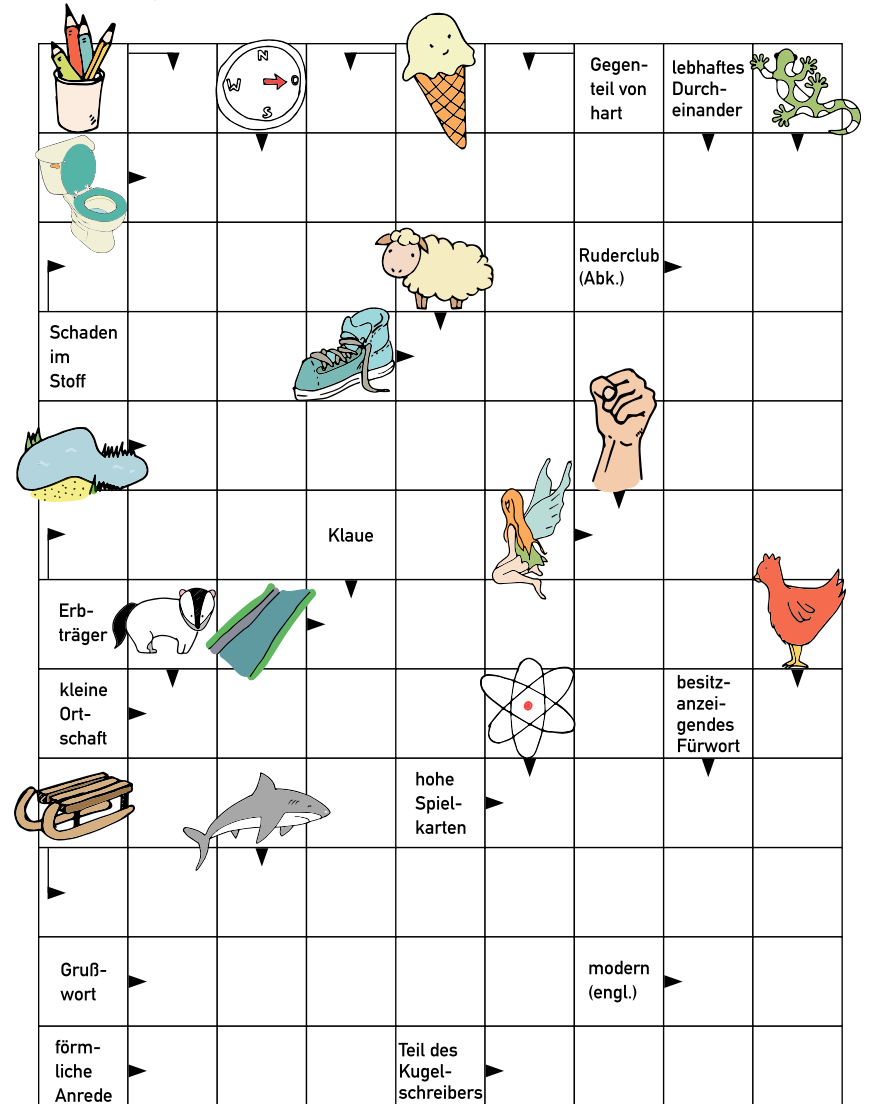 N
W
O
S
Gegen-
teil von
hart
lebhaftes
Durch-
einander
Ruderclub
(Abk.)
Schaden
im
Stoff
Klaue
Erb-
träger
kleine
Ort-
schaft
besitz-
anzei-
gendes
Fürwort
hohe
Spiel-
karten
Gruß-
wort
modern
(engl.)
förm-
liche
Anrede
Teil des
Kugel-
schreibers